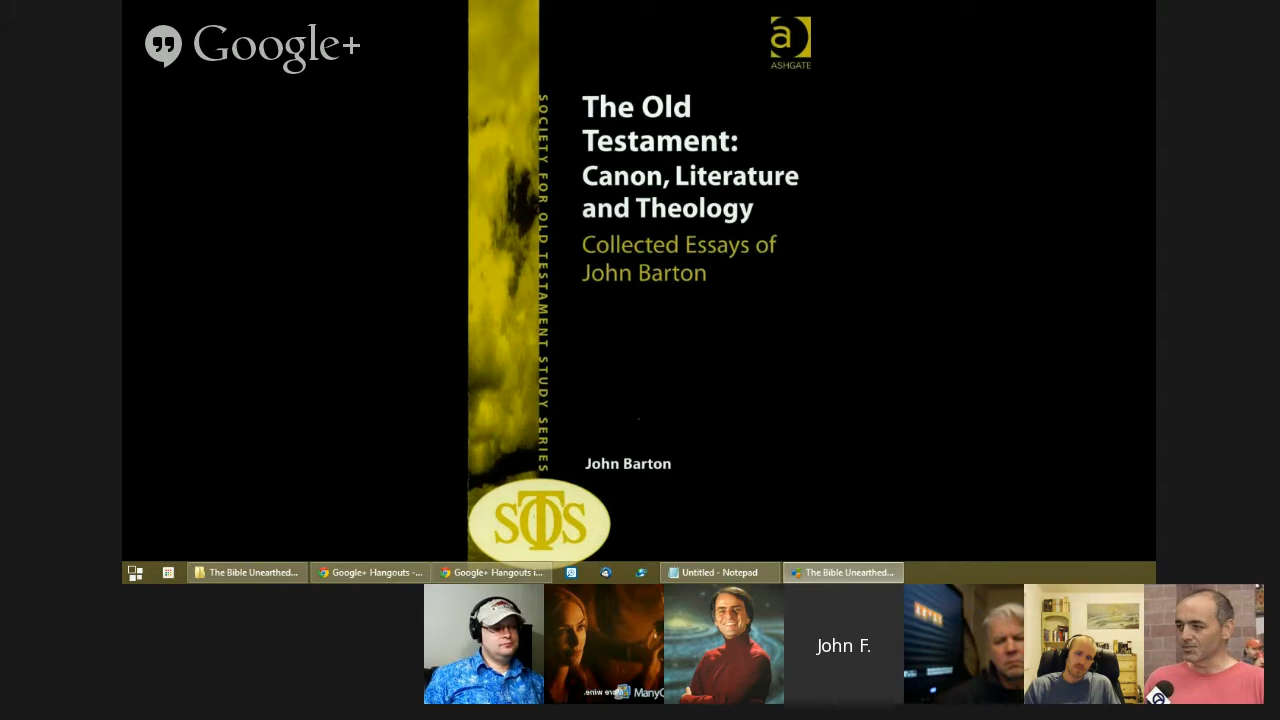 Google+
a
ASHGATE
The Old
Testament:
Canon, Literature
and Theology
Collected Essays of
John Barton
SOCIETY FOR OLD TESTAMENT STUDY SERIES
John Barton
SOTS
The Bible Unearthed...
Google+ Hangouts -...
Google+ Hangouts i...
Untitled - Notepad
The Bible Unearthed...
John F.
ManyC